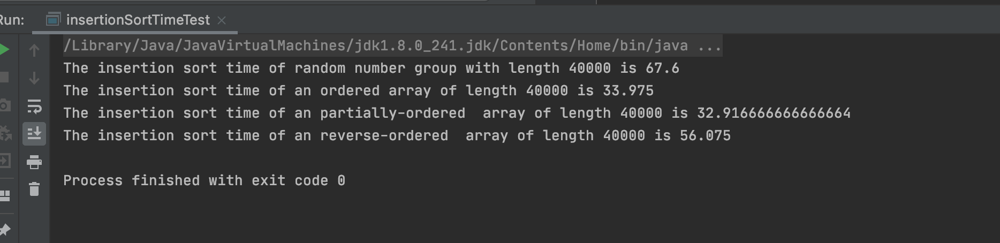 Run: insertionSortTimeTest
/Library/Java/JavaVirtualMachines/jdk1.8.0_241.jdk/Contents/Home/bin/java ...
The insertion sort time of random number group with length 40000 is 67.6
The insertion sort time of an ordered array of length 40000 is 33.975
The insertion sort time of an partially-ordered  array of length 40000 is 32.916666666666664
The insertion sort time of an reverse-ordered  array of length 40000 is 56.075
Process finished with exit code 0